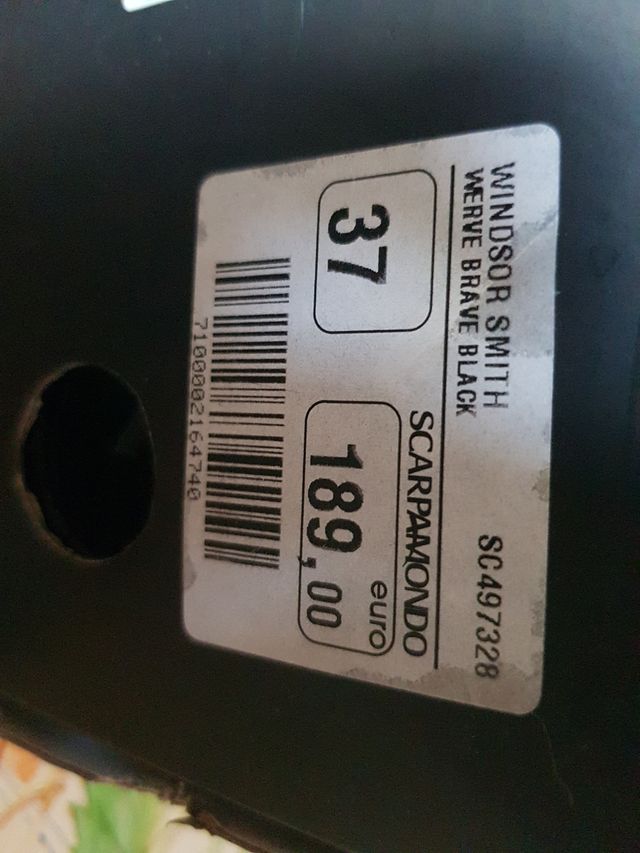 WINDSOR SMITH
WERVE BRAVE BLACK
SC497328
37
SCARPAMONDO
euro
189,00
7100002164740